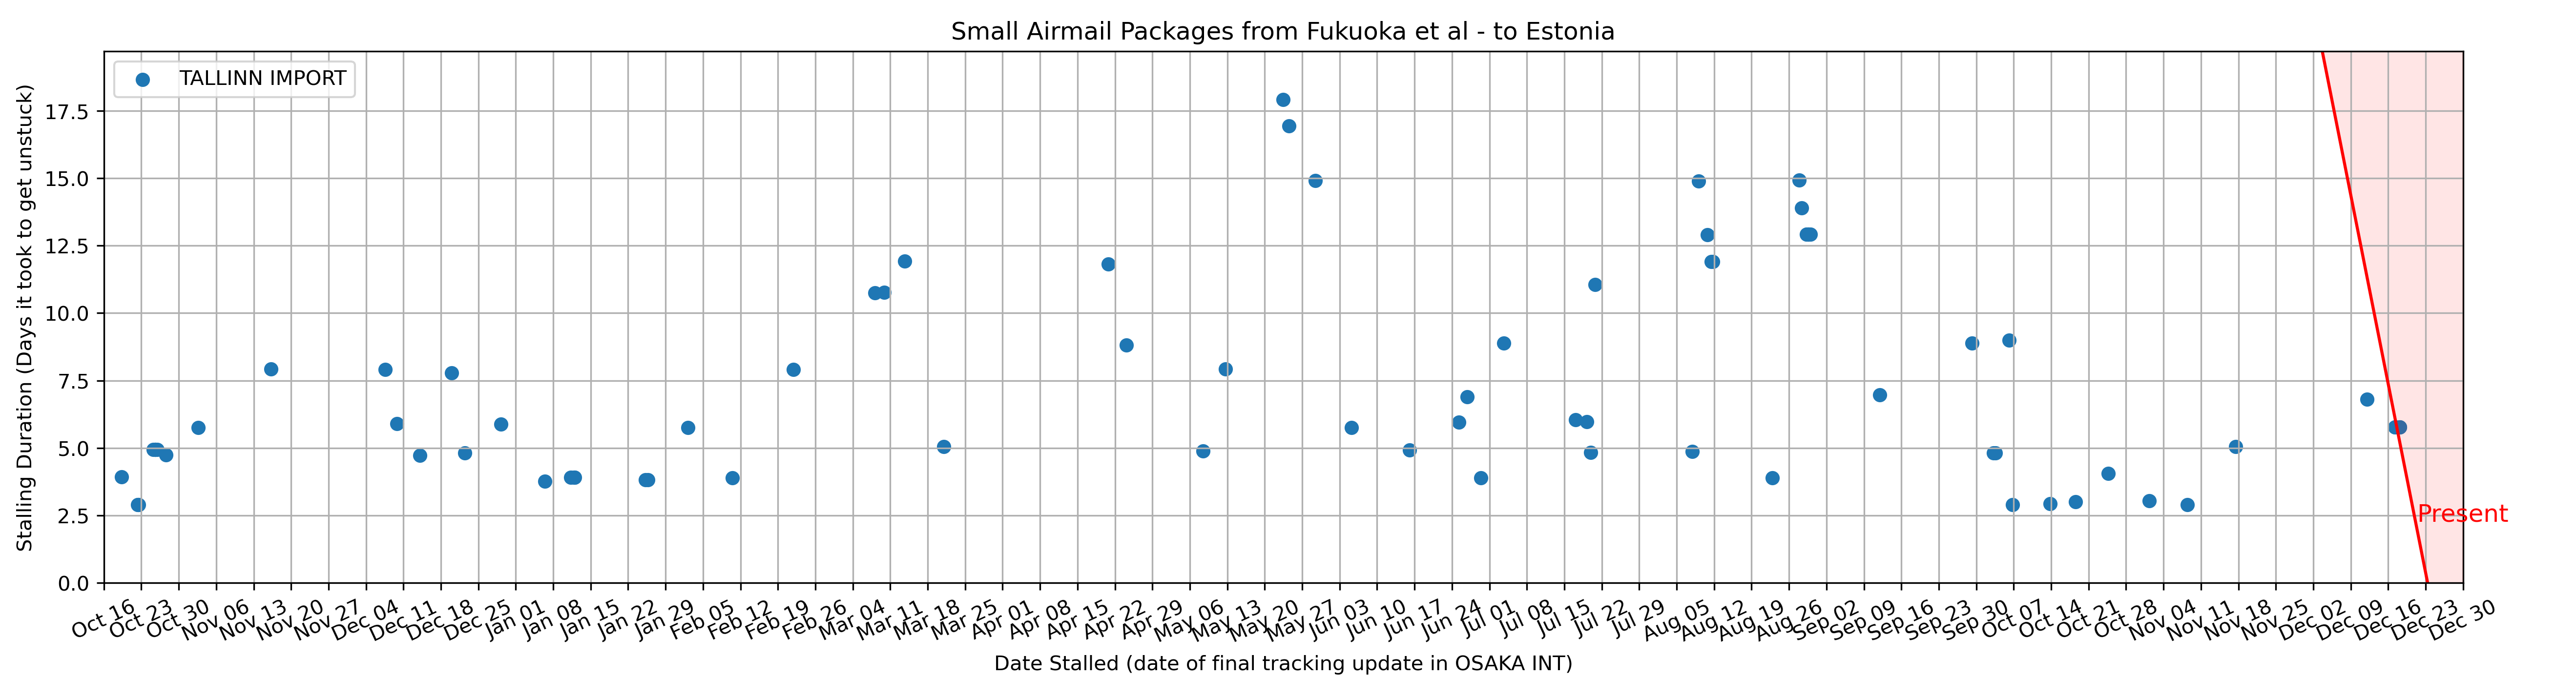 Small Airmail Packages from Fukuoka et al - to Estonia
TALLINN IMPORT
Stalling Duration (Days it took to get unstuck)
17.5
15.0
12.5
10.0
7.5
5.0
2.5
0.0
Present
Oct 16
Oct 23
Oct 30
Nov 06
Nov 13
Nov 20
Nov 27
Dec 04
Dec 11
Dec 18
Dec 25
Jan 01
Jan 08
Jan 15
Jan 22
Jan 29
Feb 05
Feb 12
Feb 19
Feb 26
Mar 04
Mar 11
Mar 18
Mar 25
Apr 01
Apr 08
Apr 15
Apr 22
Apr 29
May 06
May 13
May 20
May 27
Jun 03
Jun 10
Jun 17
Jun 24
Jul 01
Jul 08
Jul 15
Jul 22
Jul 29
Aug 05
Aug 12
Aug 19
Aug 26
Sep 02
Sep 09
Sep 16
Sep 23
Sep 30
Oct 07
Oct 14
Oct 21
Oct 28
Nov 04
Nov 11
Nov 18
Nov 25
Dec 02
Dec 09
Dec 16
Dec 23
Dec 30
Date Stalled (date of final tracking update in OSAKA INT)